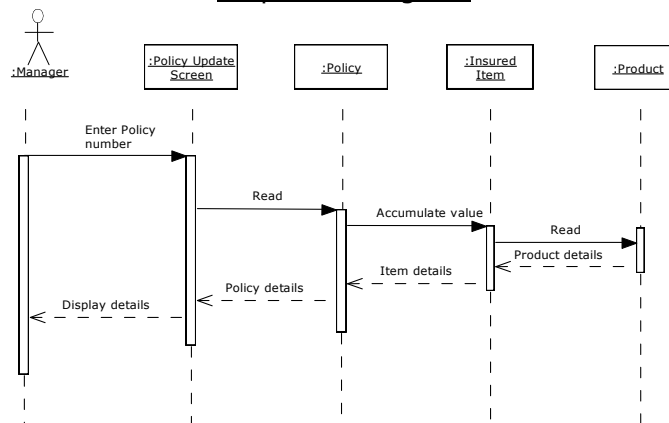 :Manager
:Policy Update
Screen
:Policy
:Insured
Item
:Product
Enter Policy
number
Read
Accumulate value
Read
Product details
Item details
Policy details
Display details